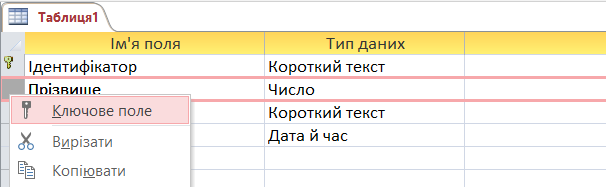 Таблиця1
Ім'я поля Тип даних
Ідентифікатор Короткий текст
Прізвище Число
Ключове поле Короткий текст
Вирізати Дата й час
Копіювати